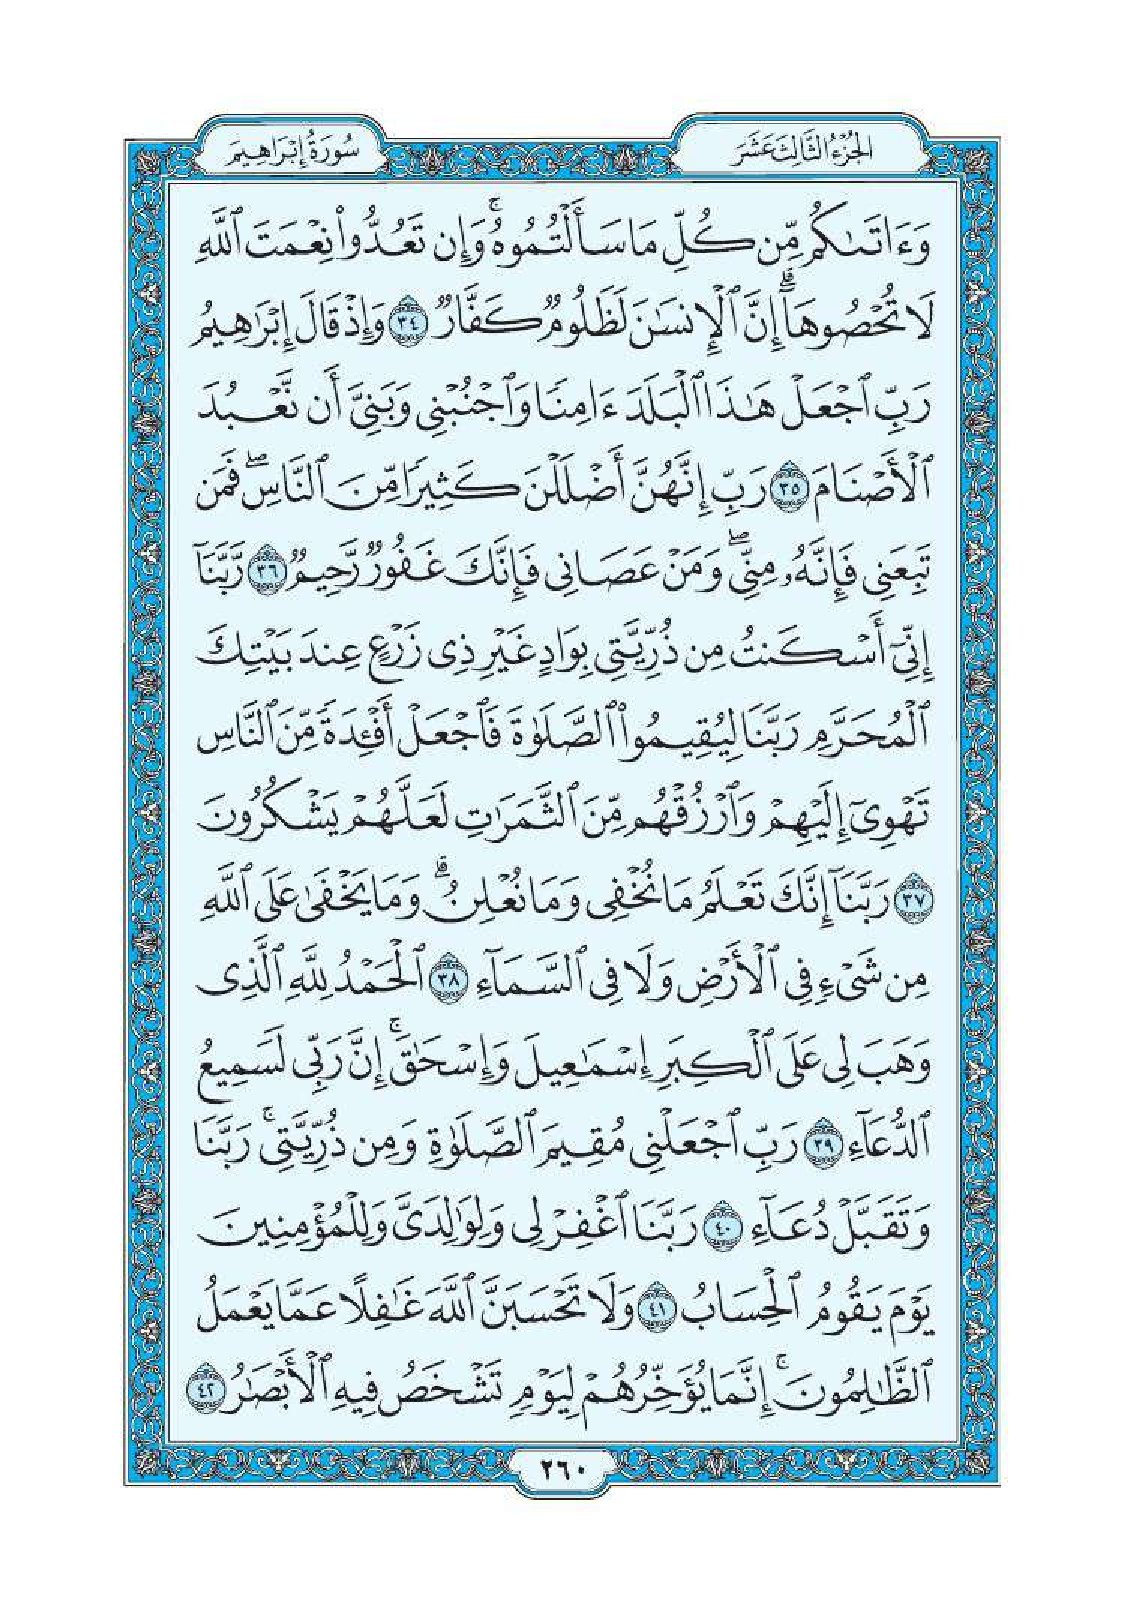 الجُزْءُ الثَّالِثَ عَشَرَ
سُورَةُ إِبْرَاهِيمَ
وَءَاتَىٰكُم مِّن كُلِّ مَا سَأَلْتُمُوهُ ۚ وَإِن تَعُدُّوا۟ نِعْمَتَ ٱللَّهِ
لَا تُحْصُوهَآ ۗ إِنَّ ٱلْإِنسَٰنَ لَظَلُومٌ كَفَّارٌ ٣٤ وَإِذْ قَالَ إِبْرَٰهِيمُ
رَبِّ ٱجْعَلْ هَٰذَا ٱلْبَلَدَ ءَامِنًا وَٱجْنُبْنِى وَبَنِىَّ أَن نَّعْبُدَ
ٱلْأَصْنَامَ ٣٥ رَبِّ إِنَّهُنَّ أَضْلَلْنَ كَثِيرًا مِّنَ ٱلنَّاسِ ۖ فَمَن
تَبِعَنِى فَإِنَّهُۥ مِنِّى ۖ وَمَنْ عَصَانِى فَإِنَّكَ غَفُورٌ رَّحِيمٌ ٣٦ رَّبَّنَآ
إِنِّىٓ أَسْكَنتُ مِن ذُرِّيَّتِى بِوَادٍ غَيْرِ ذِى زَرْعٍ عِندَ بَيْتِكَ
ٱلْمُحَرَّمِ رَبَّنَا لِيُقِيمُوا۟ ٱلصَّلَوٰةَ فَٱجْعَلْ أَفْـِٔدَةً مِّنَ ٱلنَّاسِ
تَهْوِىٓ إِلَيْهِمْ وَٱرْزُقْهُم مِّنَ ٱلثَّمَرَٰتِ لَعَلَّهُمْ يَشْكُرُونَ
٣٧ رَبَّنَآ إِنَّكَ تَعْلَمُ مَا نُخْفِى وَمَا نُعْلِنُ ۗ وَمَا يَخْفَىٰ عَلَى ٱللَّهِ
مِن شَىْءٍ فِى ٱلْأَرْضِ وَلَا فِى ٱلسَّمَآءِ ٣٨ ٱلْحَمْدُ لِلَّهِ ٱلَّذِى
وَهَبَ لِى عَلَى ٱلْكِبَرِ إِسْمَٰعِيلَ وَإِسْحَٰقَ ۚ إِنَّ رَبِّى لَسَمِيعُ
ٱلدُّعَآءِ ٣٩ رَبِّ ٱجْعَلْنِى مُقِيمَ ٱلصَّلَوٰةِ وَمِن ذُرِّيَّتِى ۚ رَبَّنَا
وَتَقَبَّلْ دُعَآءِ ٤٠ رَبَّنَا ٱغْفِرْ لِى وَلِوَٰلِدَىَّ وَلِلْمُؤْمِنِينَ
يَوْمَ يَقُومُ ٱلْحِسَابُ ٤١ وَلَا تَحْسَبَنَّ ٱللَّهَ غَٰفِلًا عَمَّا يَعْمَلُ
ٱلظَّٰلِمُونَ ۚ إِنَّمَا يُؤَخِّرُهُمْ لِيَوْمٍ تَشْخَصُ فِيهِ ٱلْأَبْصَٰرُ ٤٢
٢٦٠